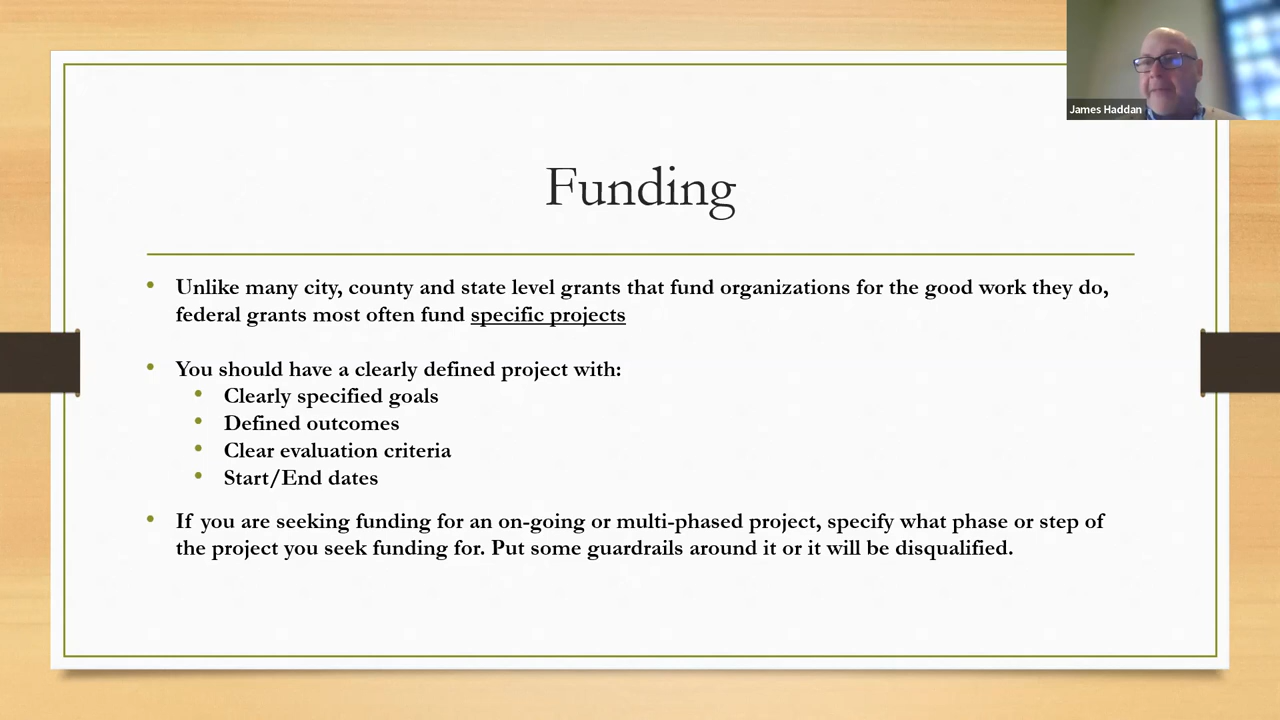 James Haddan
Funding
• Unlike many city, county and state level grants that fund organizations for the good work they do,
federal grants most often fund specific projects
• You should have a clearly defined project with:
• Clearly specified goals
• Defined outcomes
• Clear evaluation criteria
• Start/End dates
• If you are seeking funding for an on-going or multi-phased project, specify what phase or step of
the project you seek funding for. Put some guardrails around it or it will be disqualified.